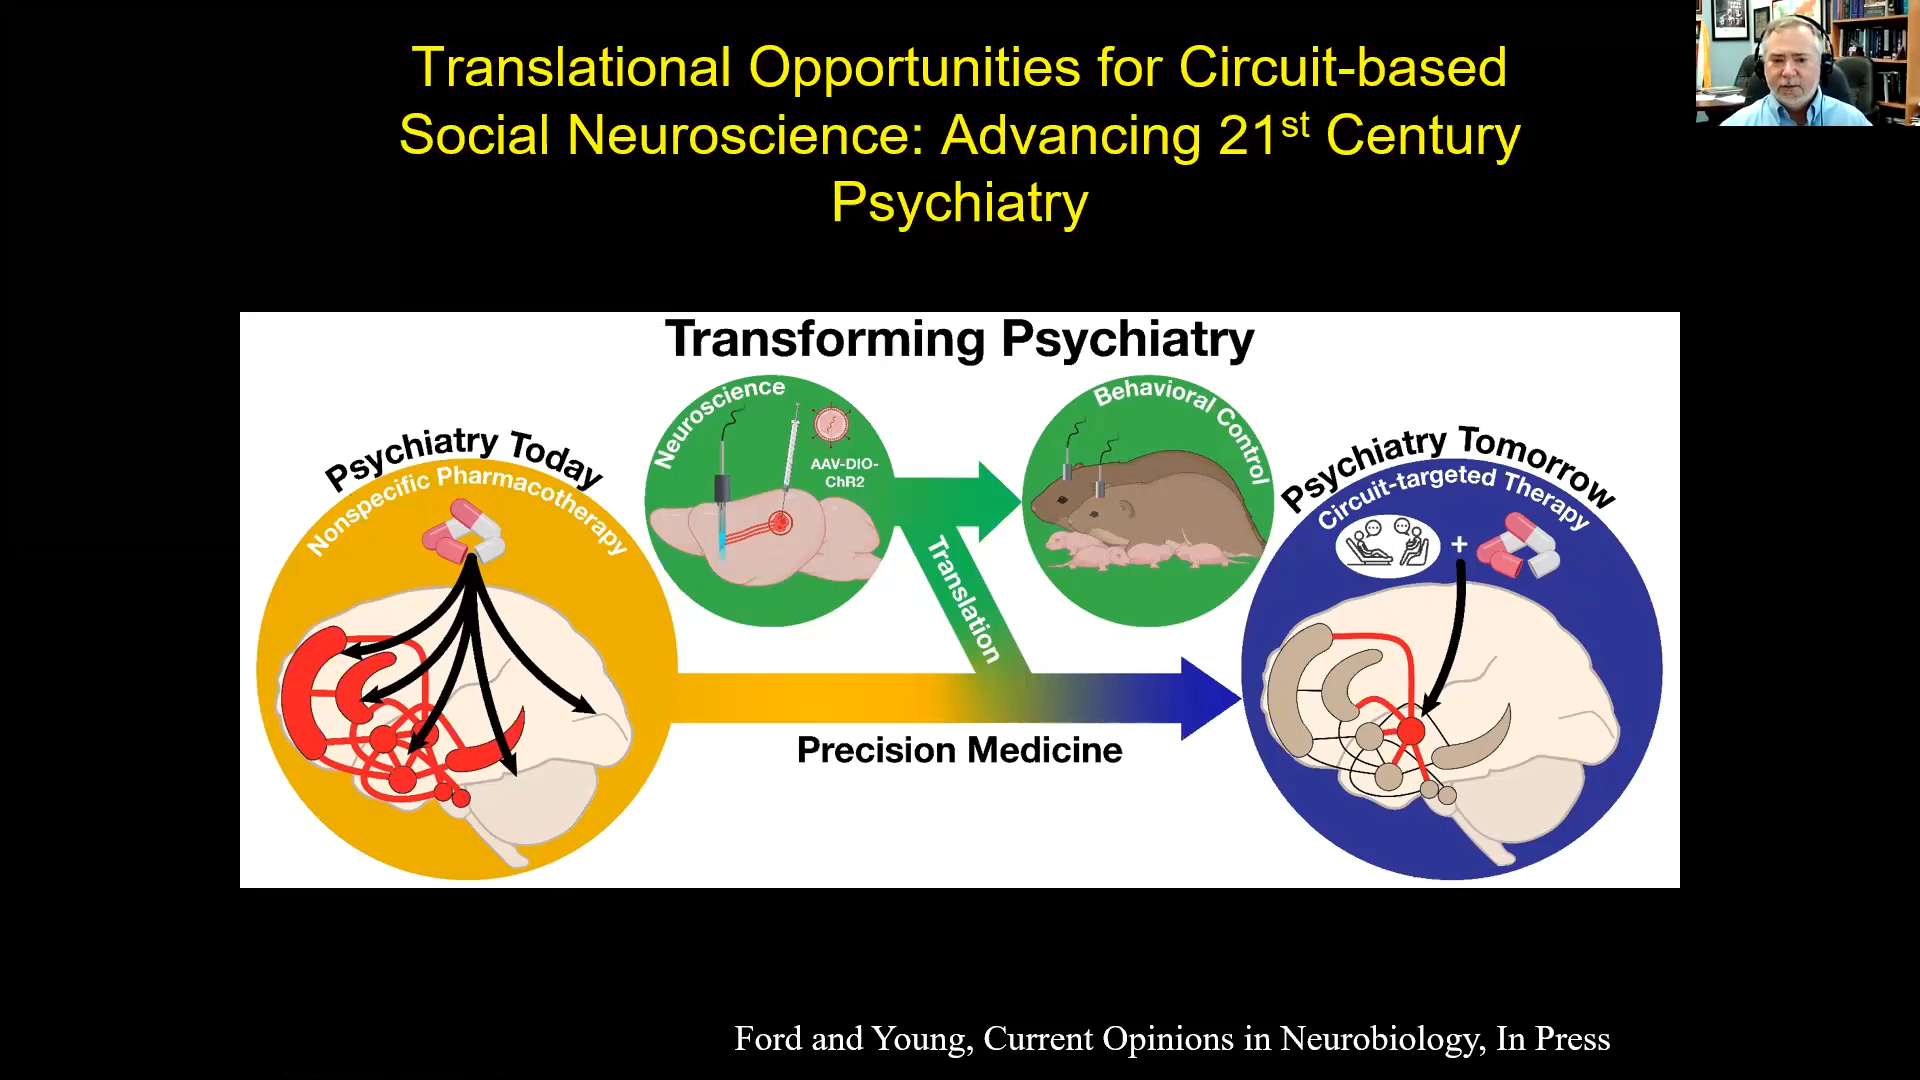 Translational Opportunities for Circuit-based
Social Neuroscience: Advancing 21st Century
Psychiatry
Transforming Psychiatry
Psychiatry Today
Nonspecific Pharmacotherapy
Neuroscience
AAV-DIO-
ChR2
Behavioral Control
Translation
Psychiatry Tomorrow
Circuit-targeted Therapy
+
Precision Medicine
Ford and Young, Current Opinions in Neurobiology, In Press